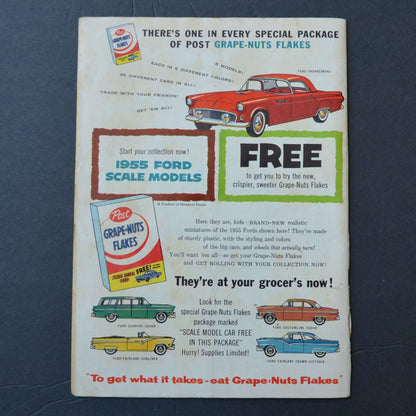 THERE'S ONE IN EVERY SPECIAL PACKAGE
OF POST GRAPE-NUTS FLAKES
Post
GRAPE-NUTS
FLAKES
5 MODELS!
EACH IN 5 DIFFERENT COLORS!
25 DIFFERENT CARS IN ALL!
TRADE WITH YOUR FRIENDS!
GET 'EM ALL!
FORD THUNDERBIRD
Start your collection now!
1955 FORD
SCALE MODELS
FREE
to get you to try the new,
crispier, sweeter Grape-Nuts Flakes
A Product of General Foods
Post
GRAPE-NUTS
FLAKES
SCALE MODEL FREE!
FORD
Here they are, kids—BRAND-NEW realistic
miniatures of the 1955 Fords shown here! They're made
of sturdy plastic, with the styling and colors
of the big cars, and wheels that actually turn!
You'll want 'em all—so get your Grape-Nuts Flakes
and GET ROLLING WITH YOUR COLLECTION NOW!
They're at your grocer's now!
Look for the
special Grape-Nuts Flakes
package marked
"SCALE MODEL CAR FREE
IN THIS PACKAGE"
Hurry! Supplies Limited!
FORD COUNTRY SEDAN
FORD CUSTOMLINE TUDOR
FORD FAIRLANE SUNLINER
FORD FAIRLANE CROWN VICTORIA
"To get what it takes-eat Grape-Nuts Flakes"